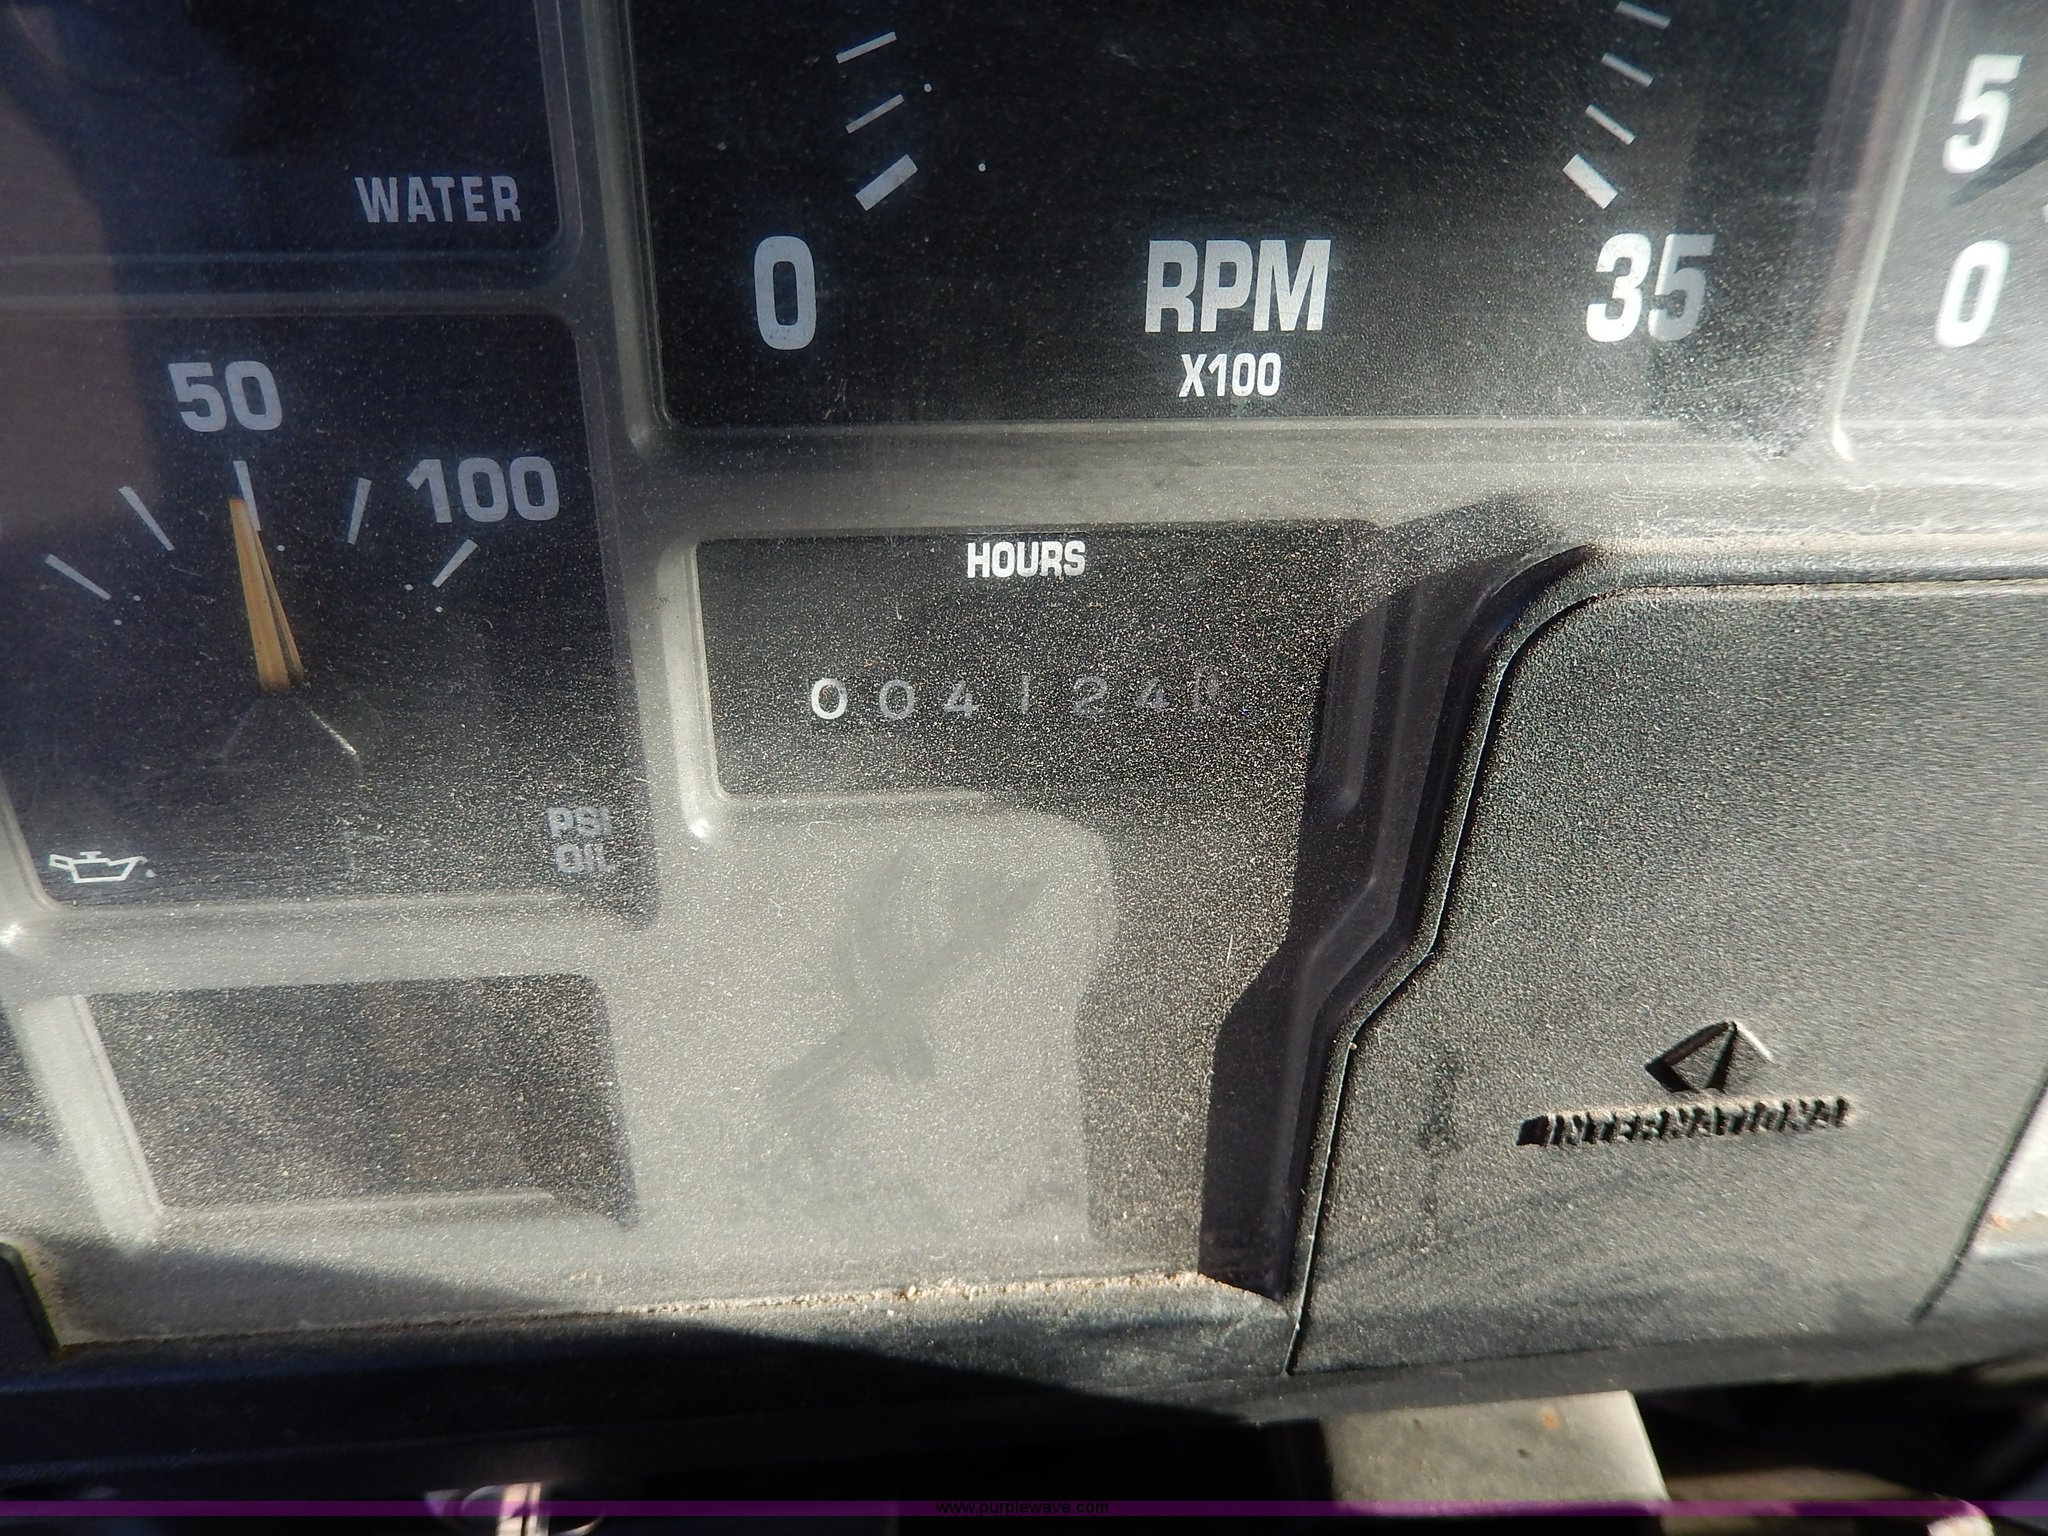 WATER
0
RPM
X100
35
5
0
50
100
PSI
OIL
HOURS
004124
INTERNATIONAL
www.purplewave.com